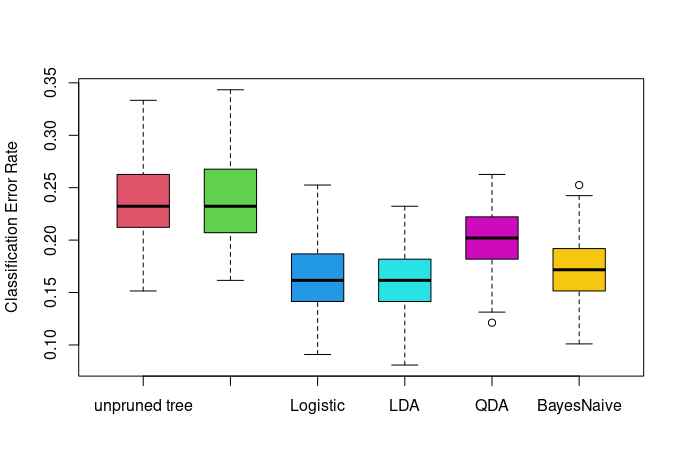 Classification Error Rate
0.35
0.30
0.25
0.20
0.15
0.10
unpruned tree
Logistic
LDA
QDA
BayesNaive